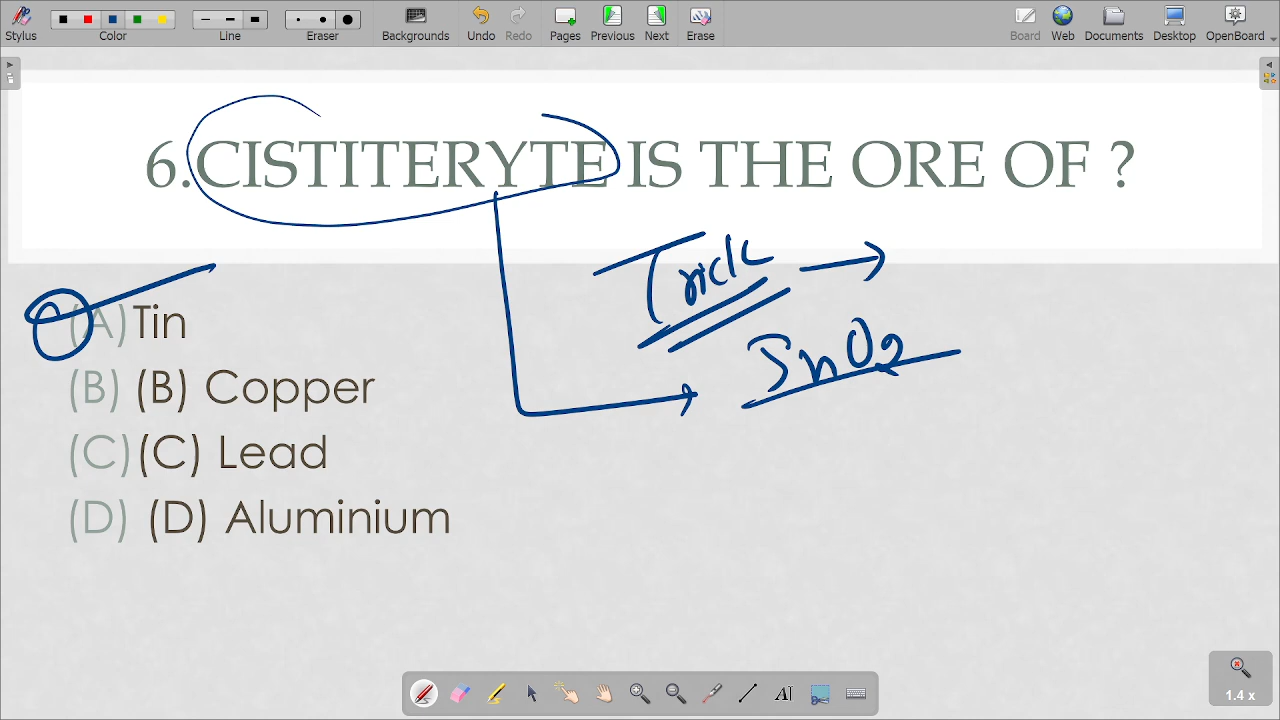 Stylus Color Line Eraser Backgrounds Undo Redo Pages Previous Next Erase Board Web Documents Desktop OpenBoard
6.CISTITERYTE IS THE ORE OF ?
Trick →
(A) Tin
SnO2
(B) (B) Copper
(C) (C) Lead
(D) (D) Aluminium
1.4 x